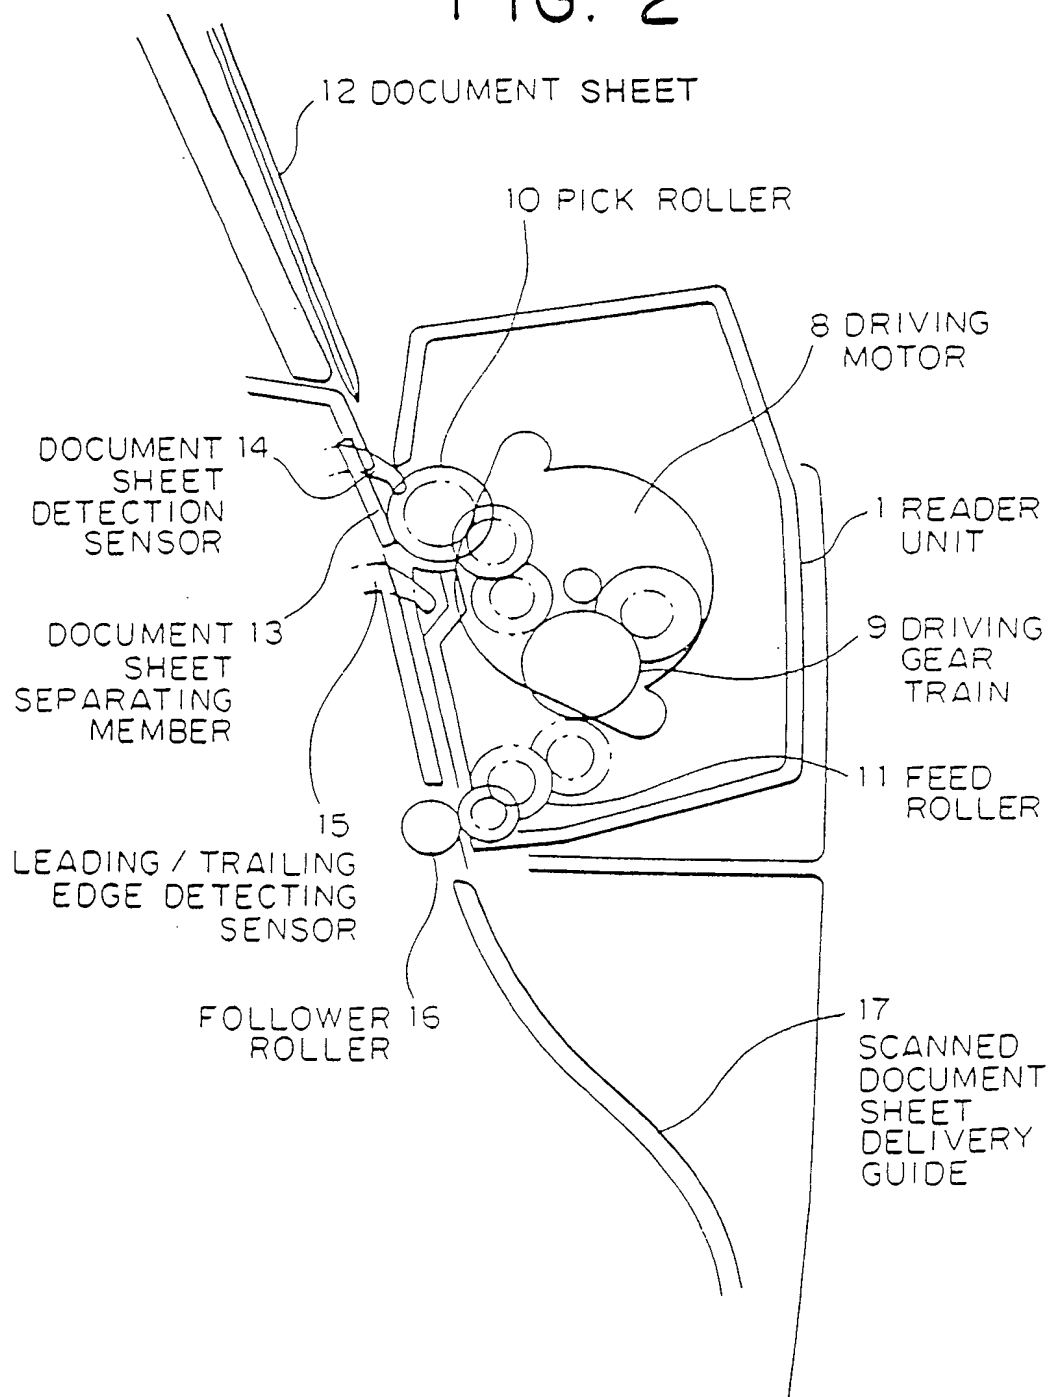 FIG. 2
12 DOCUMENT SHEET
10 PICK ROLLER
8 DRIVING
MOTOR
DOCUMENT 14
SHEET
DETECTION
SENSOR
1 READER
UNIT
DOCUMENT 13
SHEET
SEPARATING
MEMBER
9 DRIVING
GEAR
TRAIN
11 FEED
ROLLER
15
LEADING / TRAILING
EDGE DETECTING
SENSOR
FOLLOWER 16
ROLLER
17
SCANNED
DOCUMENT
SHEET
DELIVERY
GUIDE